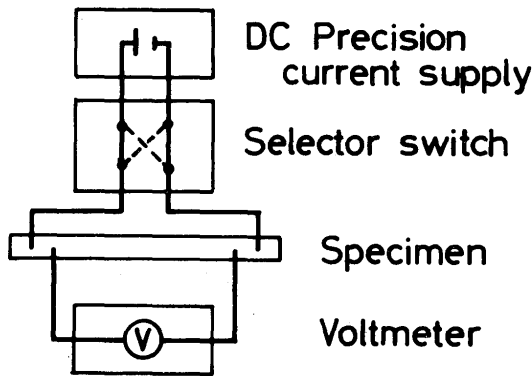 DC Precision
current supply
Selector switch
Specimen
V
Voltmeter